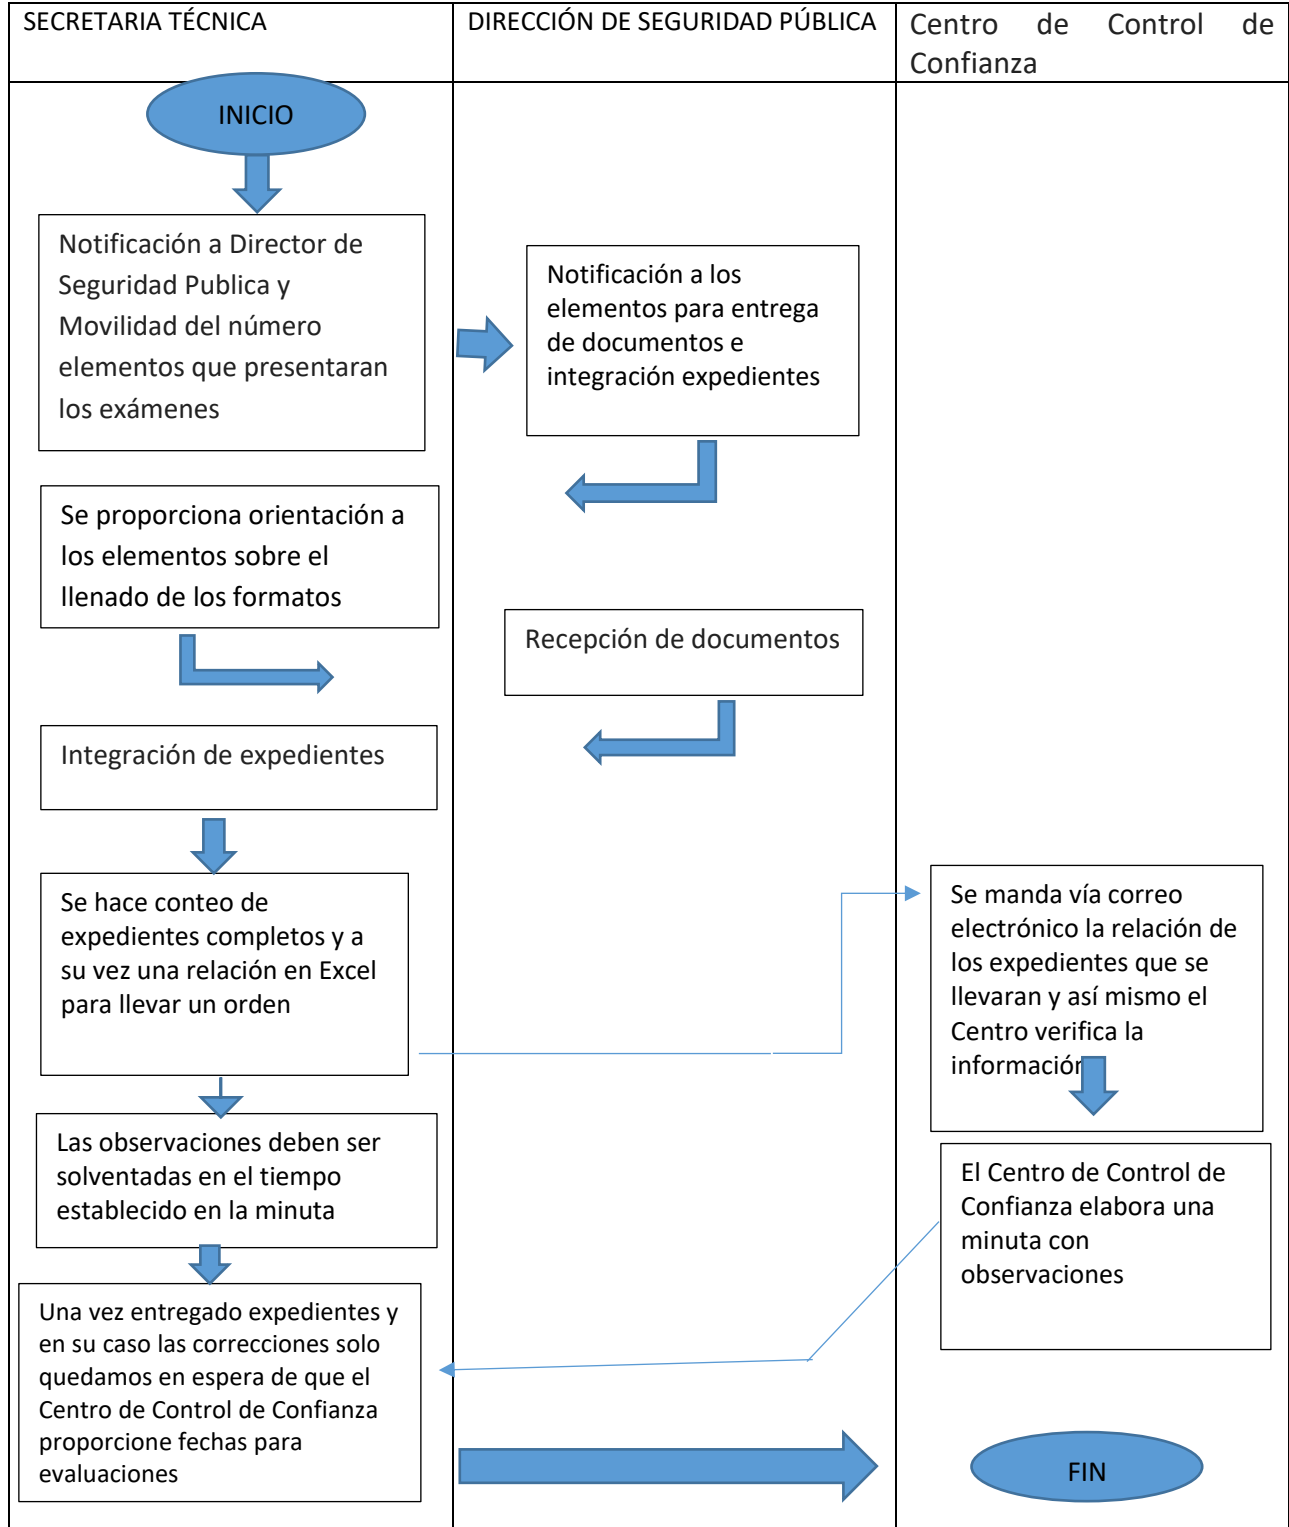 SECRETARIA TÉCNICA
DIRECCIÓN DE SEGURIDAD PÚBLICA
Centro de Control de
Confianza
INICIO
Notificación a Director de
Seguridad Publica y
Movilidad del número
elementos que presentaran
los exámenes
Notificación a los
elementos para entrega
de documentos e
integración expedientes
Se proporciona orientación a
los elementos sobre el
llenado de los formatos
Recepción de documentos
Integración de expedientes
Se hace conteo de
expedientes completos y a
su vez una relación en Excel
para llevar un orden
Se manda vía correo
electrónico la relación de
los expedientes que se
llevaran y así mismo el
Centro verifica la
información
Las observaciones deben ser
solventadas en el tiempo
establecido en la minuta
El Centro de Control de
Confianza elabora una
minuta con
observaciones
Una vez entregado expedientes y
en su caso las correcciones solo
quedamos en espera de que el
Centro de Control de Confianza
proporcione fechas para
evaluaciones
FIN